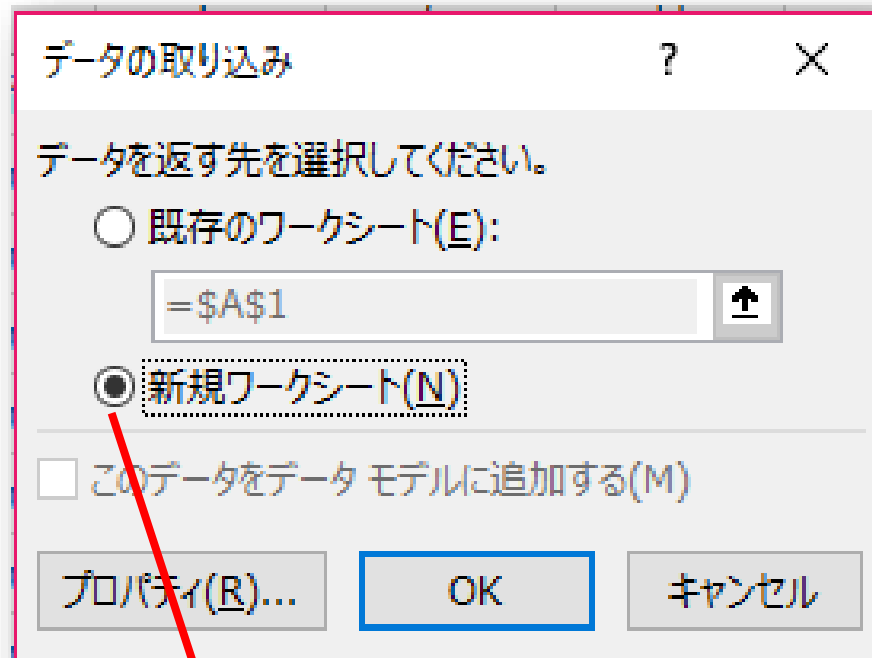 データの取り込み ?
データを返す先を選択してください。
既存のワークシート(E):
=$A$1
新規ワークシート(N)
このデータをデータ モデルに追加する(M)
プロパティ(R)... OK キャンセル